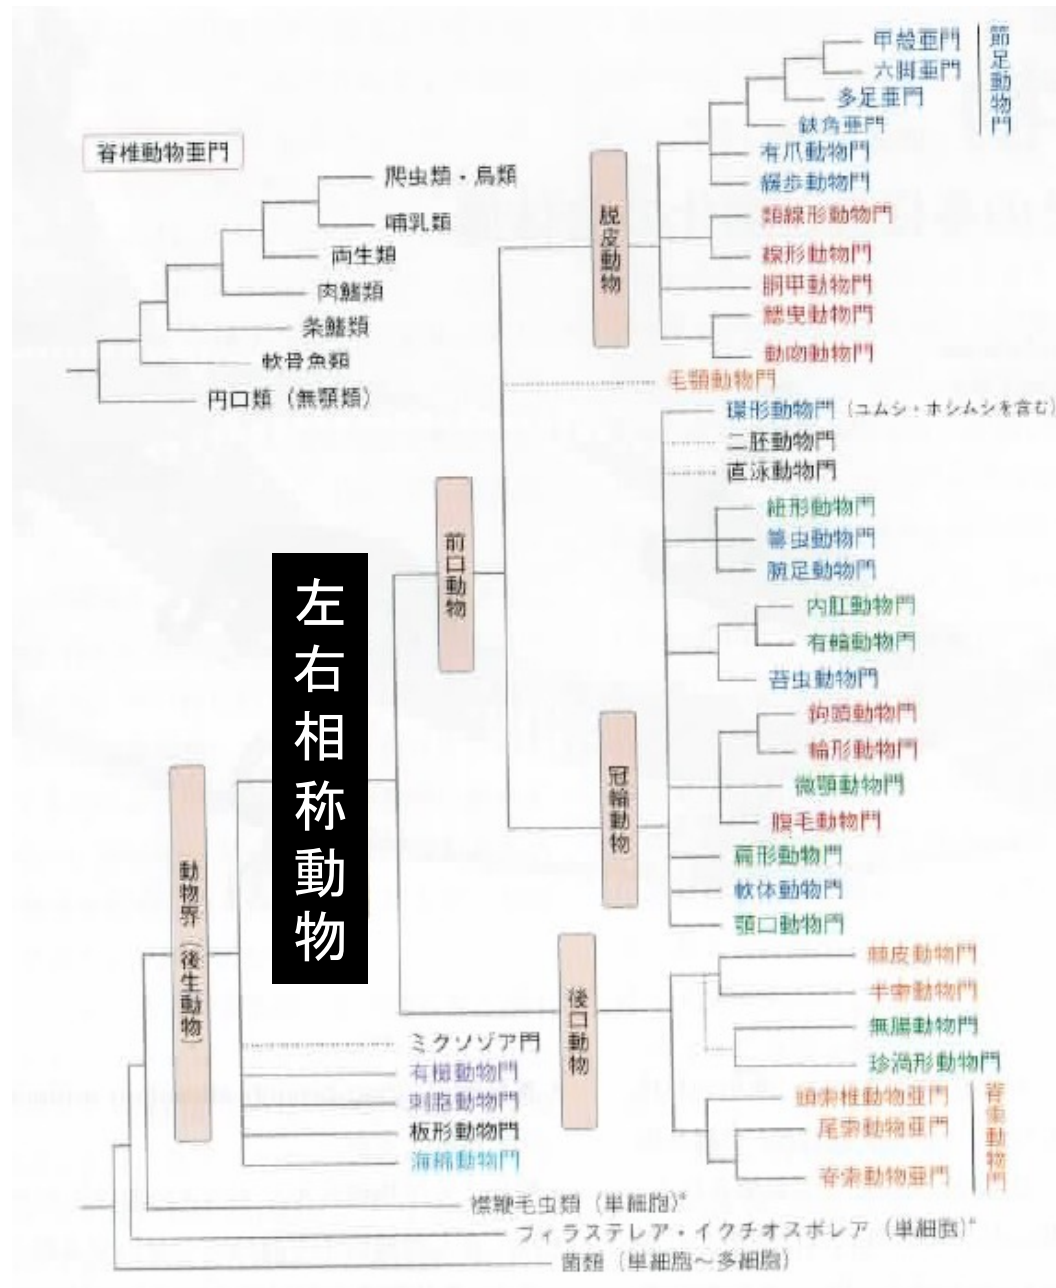 脊椎動物亜門
爬虫類・鳥類
哺乳類
両生類
肉鰭類
条鰭類
軟骨魚類
円口類（無顎類）
甲殻亜門
六脚亜門
多足亜門
鋏角亜門
節足動物門
有爪動物門
緩歩動物門
類線形動物門
線形動物門
胴甲動物門
鰓曳動物門
動吻動物門
脱皮動物
毛顎動物門
環形動物門（ユムシ・ホシムシを含む）
二胚動物門
直泳動物門
紐形動物門
箒虫動物門
腕足動物門
内肛動物門
有輪動物門
苔虫動物門
鉤頭動物門
輪形動物門
微顎動物門
腹毛動物門
扁形動物門
軟体動物門
顎口動物門
冠輪動物
前口動物
左右相称動物
動物界（後生動物）
後口動物
棘皮動物門
半索動物門
無腸動物門
珍渦形動物門
頭索椎動物亜門
尾索動物亜門
脊索動物亜門
脊索動物門
ミクソゾア門
有櫛動物門
刺胞動物門
板形動物門
海綿動物門
襟鞭毛虫類（単細胞）*
フィラステレア・イクチオスポレア（単細胞）*
菌類（単細胞～多細胞）